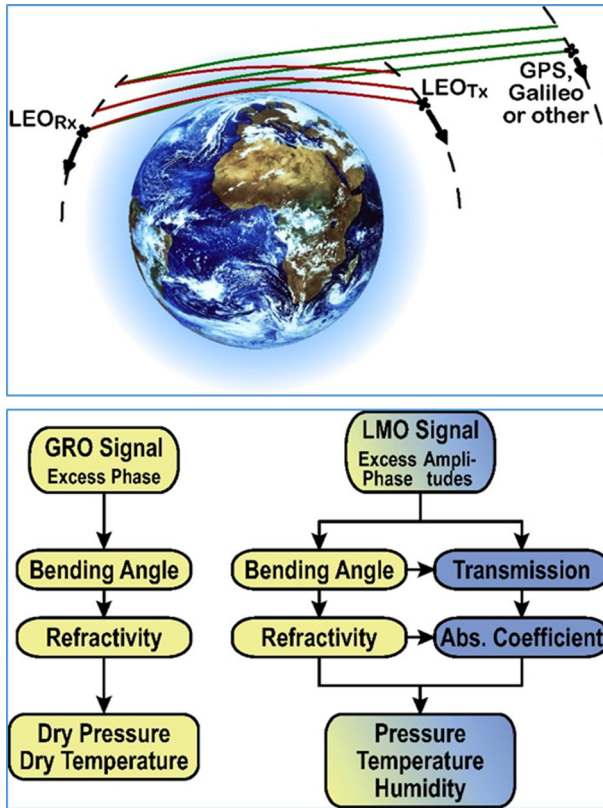 LEORx
LEOTx
GPS,
Galileo
or other
GRO Signal
Excess Phase
Bending Angle
Refractivity
Dry Pressure
Dry Temperature
LMO Signal
Excess Ampli-
Phase tudes
Bending Angle
Transmission
Refractivity
Abs. Coefficient
Pressure
Temperature
Humidity